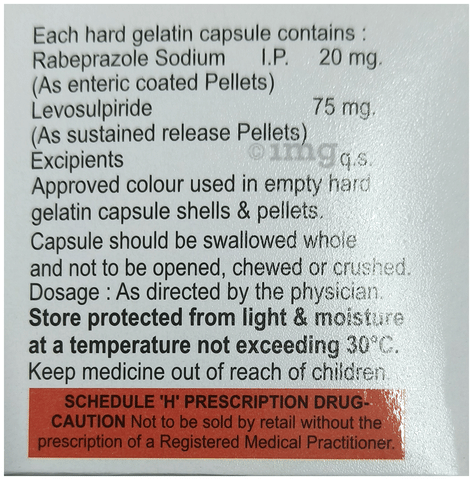 Each hard gelatin capsule contains :
Rabeprazole Sodium I.P. 20 mg.
(As enteric coated Pellets)
Levosulpiride 75 mg.
(As sustained release Pellets)
Excipients q.s.
©1mg
Approved colour used in empty hard
gelatin capsule shells & pellets.
Capsule should be swallowed whole
and not to be opened, chewed or crushed.
Dosage : As directed by the physician.
Store protected from light & moisture
at a temperature not exceeding 30°C.
Keep medicine out of reach of children
SCHEDULE 'H' PRESCRIPTION DRUG-
CAUTION Not to be sold by retail without the
prescription of a Registered Medical Practitioner.